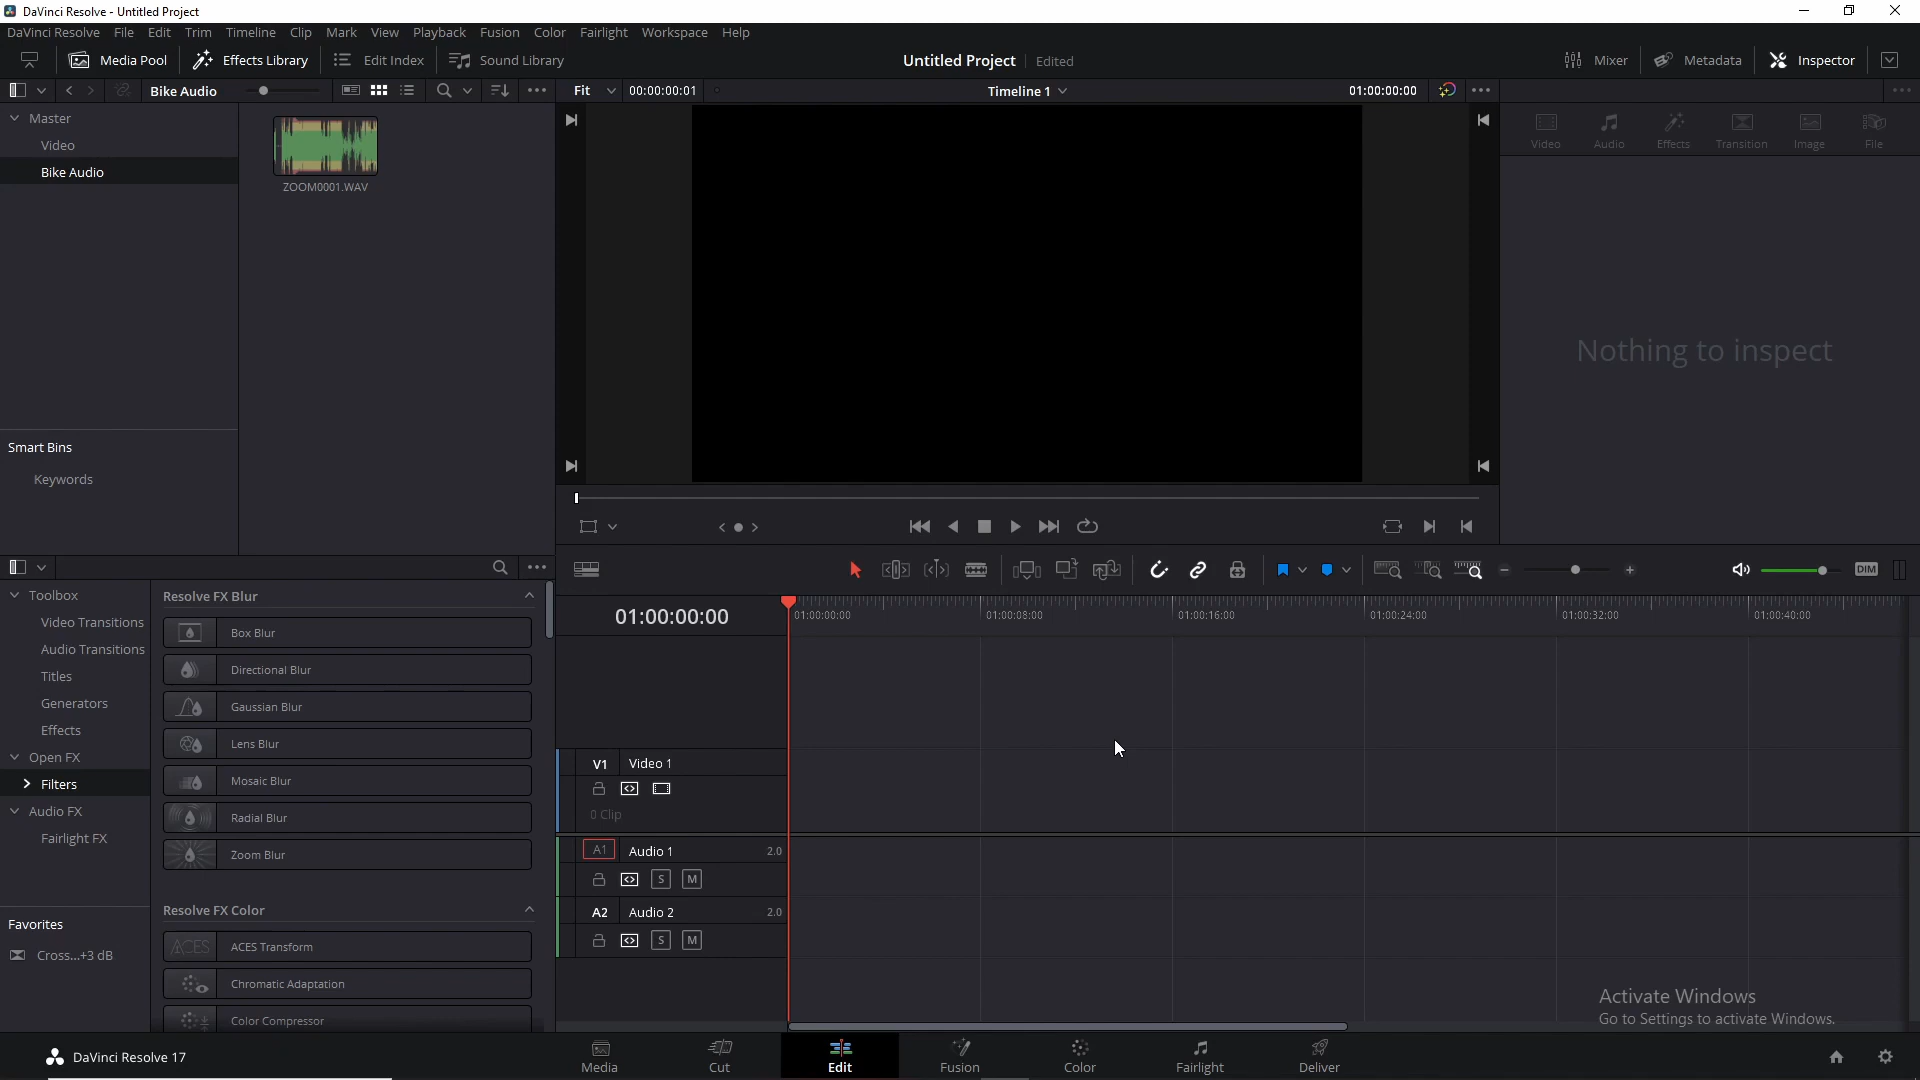 DaVinci Resolve - Untitled Project
DaVinci Resolve File Edit Trim Timeline Clip Mark View Playback Fusion Color Fairlight Workspace Help
Media Pool Effects Library Edit Index Sound Library Untitled Project Edited Mixer Metadata Inspector
Bike Audio Fit 00:00:00:01 Timeline 1 01:00:00:00
Master
Video
Bike Audio
ZOOM0001.WAV
Video Audio Effects Transition Image File
Nothing to inspect
Smart Bins
Keywords
DIM
Toolbox
Video Transitions
Audio Transitions
Titles
Generators
Effects
Open FX
Filters
Audio FX
Fairlight FX
Favorites
Cross...+3 dB
Resolve FX Blur
Box Blur
Directional Blur
Gaussian Blur
Lens Blur
Mosaic Blur
Radial Blur
Zoom Blur
Resolve FX Color
ACES ACES Transform
Chromatic Adaptation
Color Compressor
01:00:00:00 01:00:00:00 01:00:08:00 01:00:16:00 01:00:24:00 01:00:32:00 01:00:40:00
V1 Video 1
0 Clip
A1 Audio 1 2.0
S M
A2 Audio 2 2.0
S M
Activate Windows
Go to Settings to activate Windows.
DaVinci Resolve 17 Media Cut Edit Fusion Color Fairlight Deliver